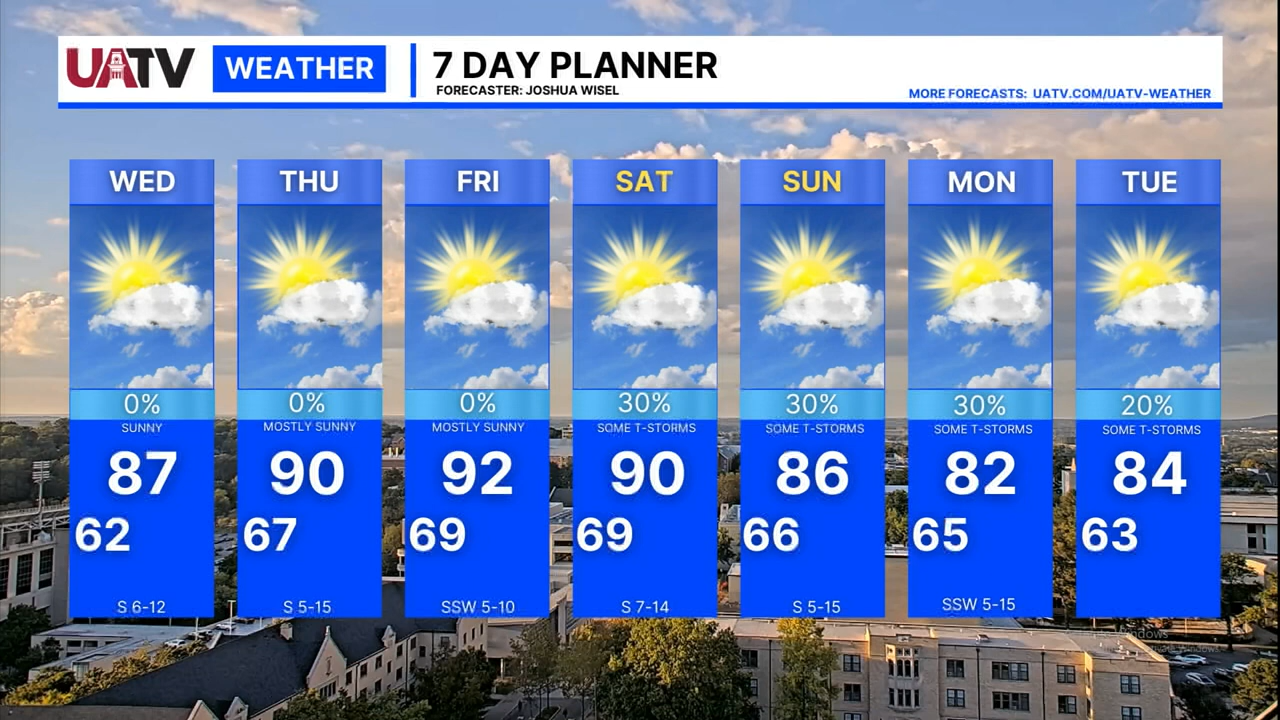 UATV WEATHER
7 DAY PLANNER
FORECASTER: JOSHUA WISEL
MORE FORECASTS: UATV.COM/UATV-WEATHER
WED THU FRI SAT SUN MON TUE
0% 0% 0% 30% 30% 30% 20%
SUNNY MOSTLY SUNNY MOSTLY SUNNY SOME T-STORMS SOME T-STORMS SOME T-STORMS SOME T-STORMS
87 90 92 90 86 82 84
62 67 69 69 66 65 63
S 6-12 S 5-15 SSW 5-10 S 7-14 S 5-15 SSW 5-15